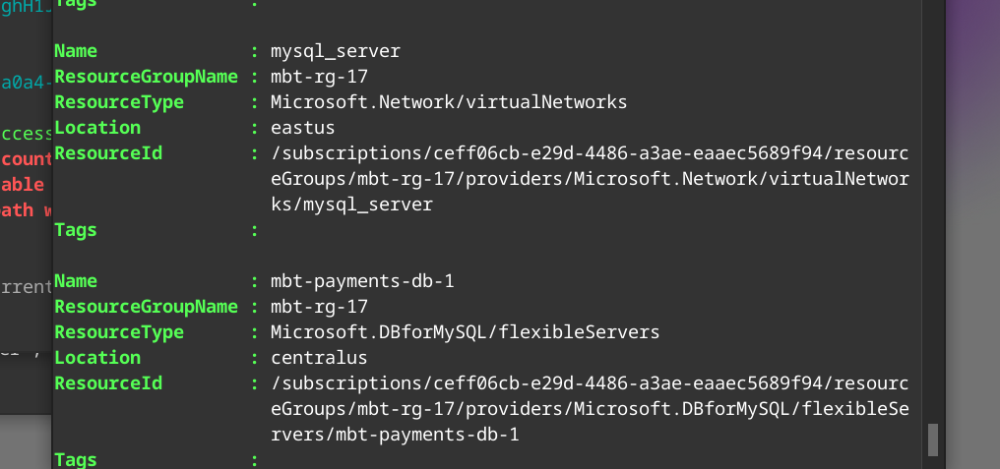 ghH1J
a0a4-
ccess
count
able
ath w
rrent
Tags :
Name : mysql_server
ResourceGroupName : mbt-rg-17
ResourceType : Microsoft.Network/virtualNetworks
Location : eastus
ResourceId : /subscriptions/ceff06cb-e29d-4486-a3ae-eaaec5689f94/resourc
eGroups/mbt-rg-17/providers/Microsoft.Network/virtualNetwor
ks/mysql_server
Tags :
Name : mbt-payments-db-1
ResourceGroupName : mbt-rg-17
ResourceType : Microsoft.DBforMySQL/flexibleServers
Location : centralus
ResourceId : /subscriptions/ceff06cb-e29d-4486-a3ae-eaaec5689f94/resourc
eGroups/mbt-rg-17/providers/Microsoft.DBforMySQL/flexibleSe
rvers/mbt-payments-db-1
Tags :